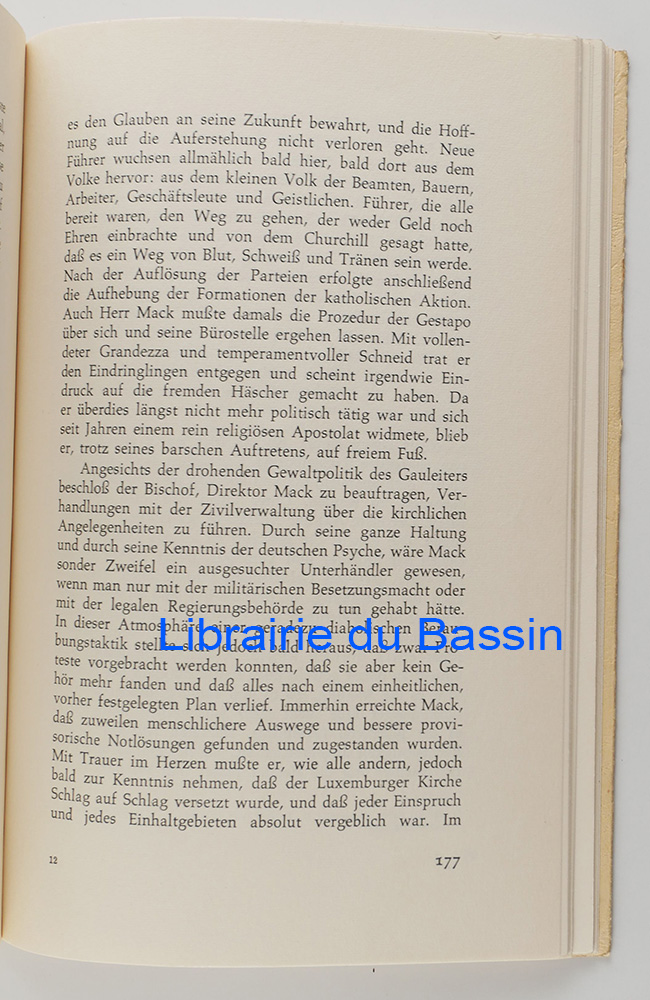 es den Glauben an seine Zukunft bewahrt, und die Hoff-
nung auf die Auferstehung nicht verloren geht. Neue
Führer wuchsen allmählich bald hier, bald dort aus dem
Volke hervor: aus dem kleinen Volk der Beamten, Bauern,
Arbeiter, Geschäftsleute und Geistlichen. Führer, die alle
bereit waren, den Weg zu gehen, der weder Geld noch
Ehren einbrachte und von dem Churchill gesagt hatte,
daß es ein Weg von Blut, Schweiß und Tränen sein werde.
Nach der Auflösung der Parteien erfolgte anschließend
die Aufhebung der Formationen der katholischen Aktion.
Auch Herr Mack mußte damals die Prozedur der Gestapo
über sich und seine Bürostelle ergehen lassen. Mit vollen-
deter Grandezza und temperamentvoller Schneid trat er
den Eindringlingen entgegen und scheint irgendwie Ein-
druck auf die fremden Häscher gemacht zu haben. Da
er überdies längst nicht mehr politisch tätig war und sich
seit Jahren einem rein religiösen Apostolat widmete, blieb
er, trotz seines barschen Auftretens, auf freiem Fuß.
Angesichts der drohenden Gewaltpolitik des Gauleiters
beschloß der Bischof, Direktor Mack zu beauftragen, Ver-
handlungen mit der Zivilverwaltung über die kirchlichen
Angelegenheiten zu führen. Durch seine ganze Haltung
und durch seine Kenntnis der deutschen Psyche, wäre Mack
sonder Zweifel ein ausgesuchter Unterhändler gewesen,
wenn man nur mit der militärischen Besetzungsmacht oder
mit der legalen Regierungsbehörde zu tun gehabt hätte.
In dieser Atmosphäre einer geradezu diabolischen Berau-
bungstaktik stellte sich jedoch bald heraus, daß zwar Pro-
teste vorgebracht werden konnten, daß sie aber kein Ge-
hör mehr fanden und daß alles nach einem einheitlichen,
vorher festgelegten Plan verlief. Immerhin erreichte Mack,
daß zuweilen menschlichere Auswege und bessere provi-
sorische Notlösungen gefunden und zugestanden wurden.
Mit Trauer im Herzen mußte er, wie alle andern, jedoch
bald zur Kenntnis nehmen, daß der Luxemburger Kirche
Schlag auf Schlag versetzt wurde, und daß jeder Einspruch
und jedes Einhaltgebieten absolut vergeblich war. Im
12
177
Librairie du Bassin